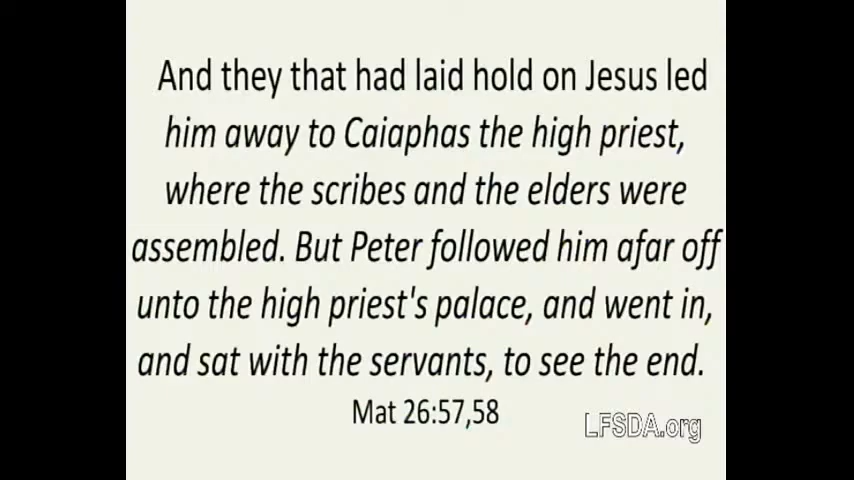 And they that had laid hold on Jesus led
him away to Caiaphas the high priest,
where the scribes and the elders were
assembled. But Peter followed him afar off
unto the high priest's palace, and went in,
and sat with the servants, to see the end.
Mat 26:57,58
LFSDA.org